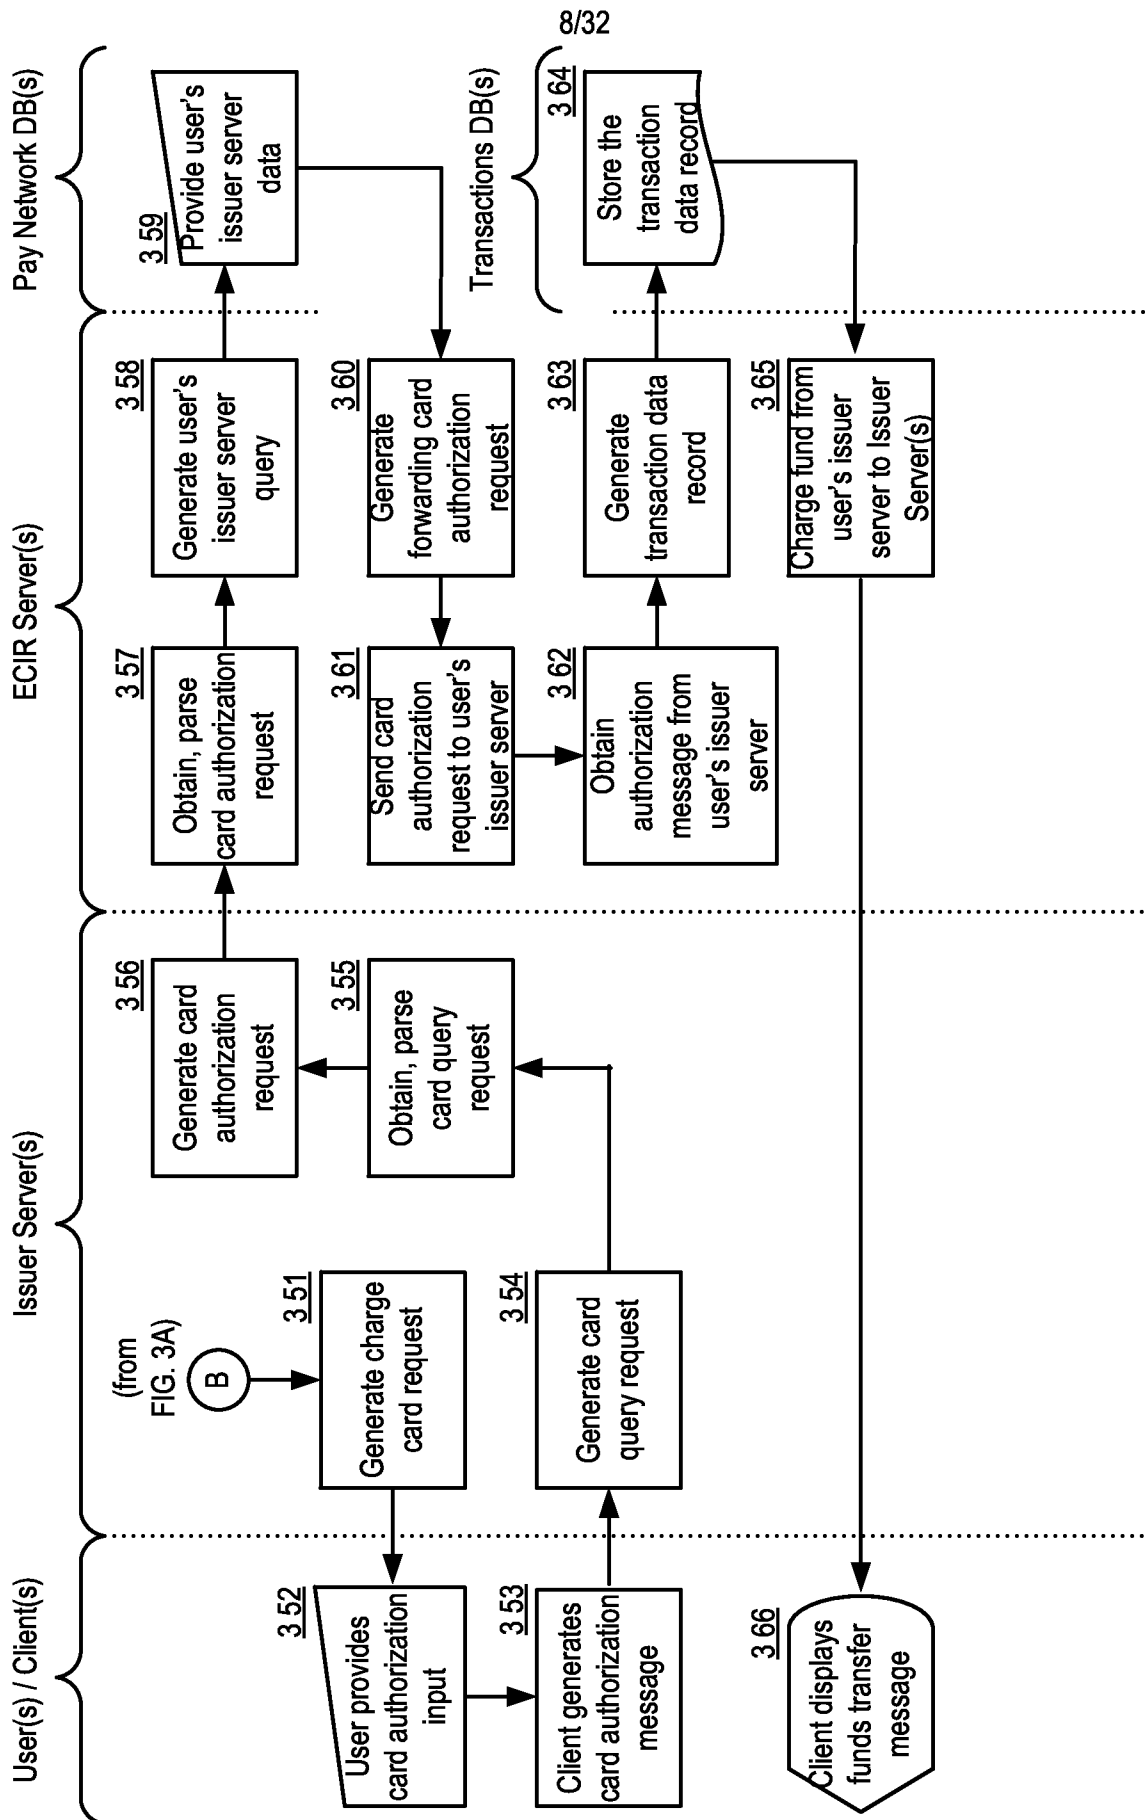 8/32
User(s) / Client(s)
Issuer Server(s)
ECIR Server(s)
Pay Network DB(s)
(from
FIG. 3A)
B
3 51
Generate charge
card request
3 52
User provides
card authorization
input
3 53
Client generates
card authorization
message
3 54
Generate card
query request
3 55
Obtain, parse
card query
request
3 56
Generate card
authorization
request
3 57
Obtain, parse
card authorization
request
3 58
Generate user's
issuer server
query
3 59
Provide user's
issuer server
data
3 60
Generate
forwarding card
authorization
request
3 61
Send card
authorization
request to user's
issuer server
3 62
Obtain
authorization
message from
user's issuer
server
3 63
Generate
transaction data
record
Transactions DB(s)
3 64
Store the
transaction
data record
3 65
Charge fund from
user's issuer
server to Issuer
Server(s)
3 66
Client displays
funds transfer
message